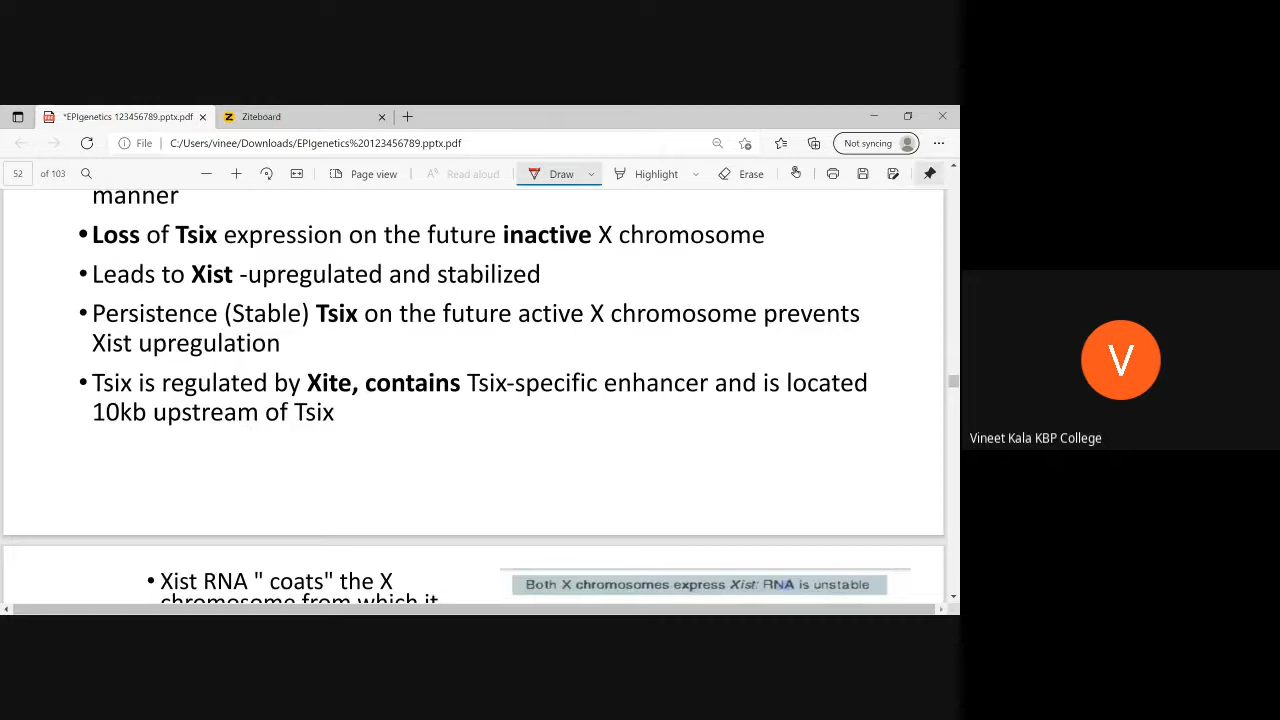 *EPIgenetics 123456789.pptx.pdf
Ziteboard
File
C:/Users/vinee/Downloads/EPIgenetics%20123456789.pptx.pdf
Not syncing
52 of 103
Page view
Read aloud
Draw
Highlight
Erase
manner
•Loss of Tsix expression on the future inactive X chromosome
•Leads to Xist -upregulated and stabilized
•Persistence (Stable) Tsix on the future active X chromosome prevents
Xist upregulation
•Tsix is regulated by Xite, contains Tsix-specific enhancer and is located
10kb upstream of Tsix
V
Vineet Kala KBP College
•Xist RNA " coats" the X
chromosome from which it
Both X chromosomes express Xist: RNA is unstable